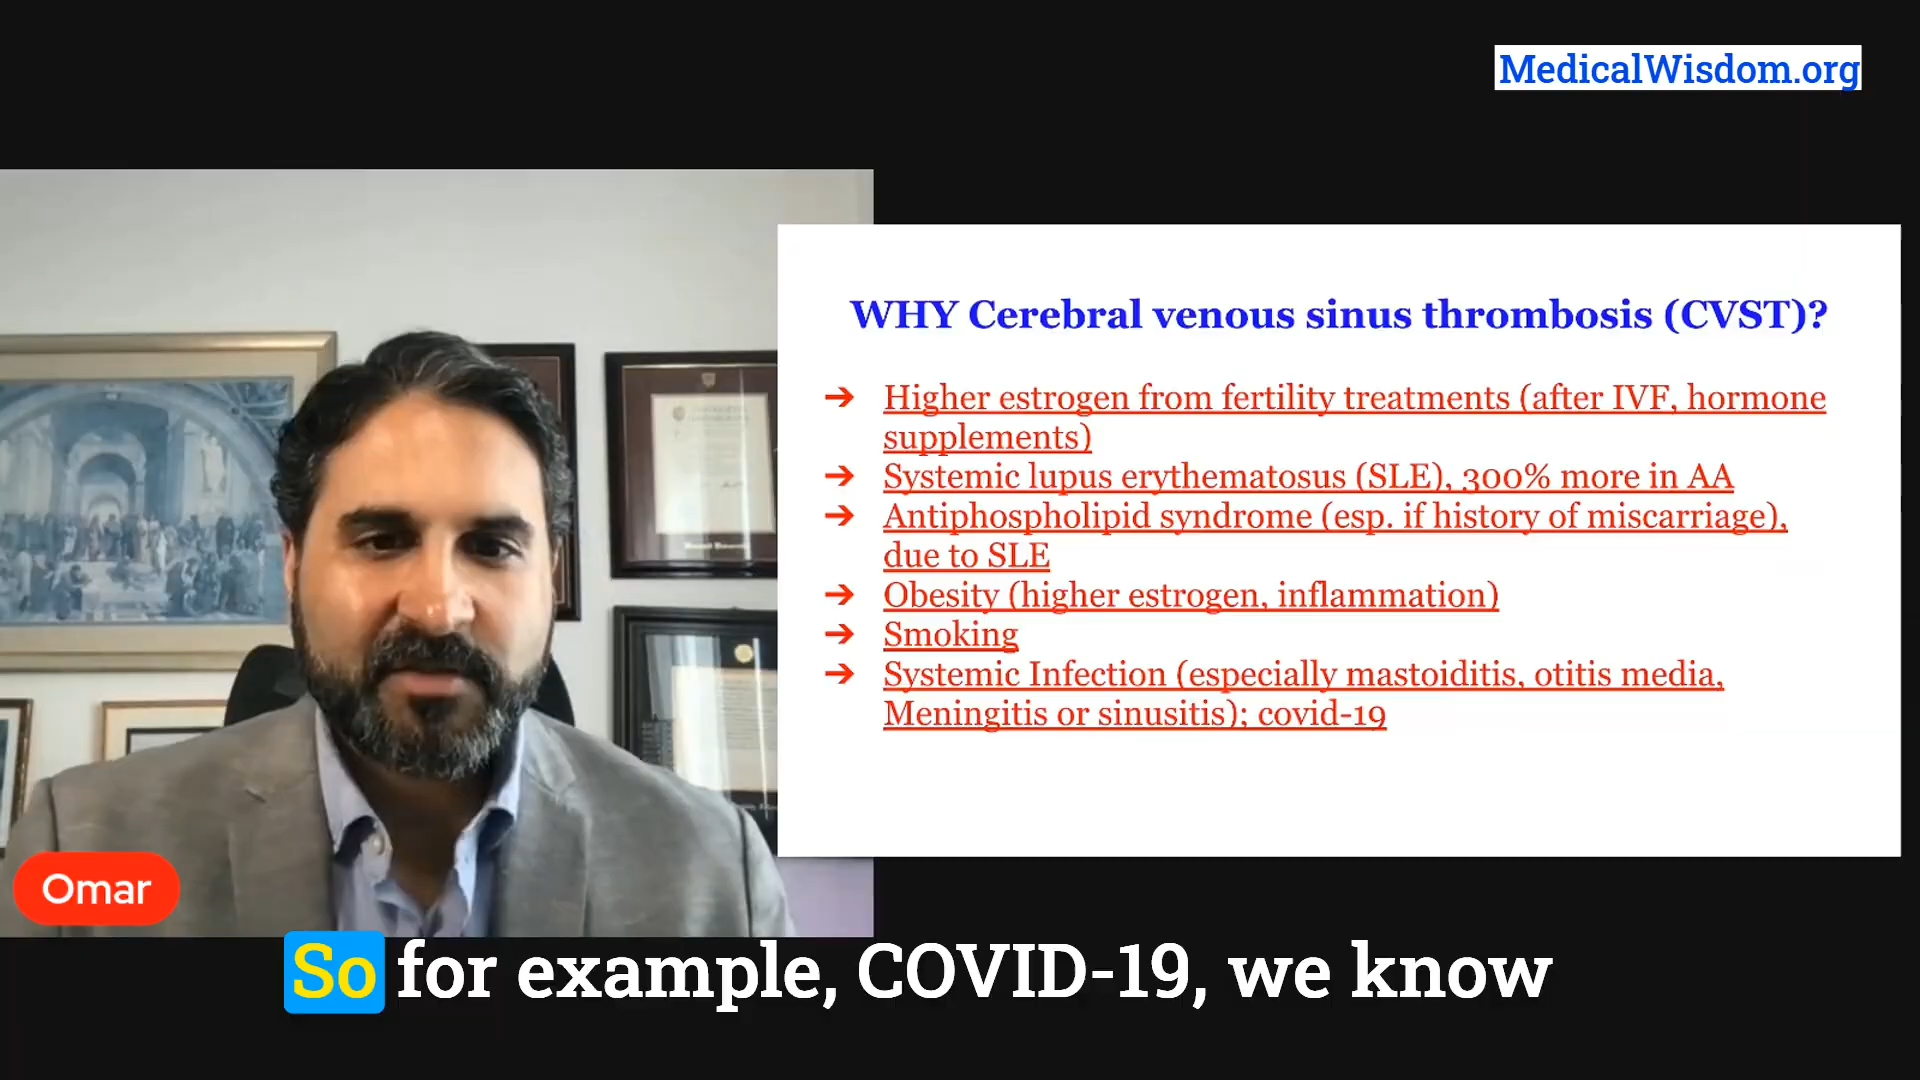 MedicalWisdom.org
WHY Cerebral venous sinus thrombosis (CVST)?
➔ Higher estrogen from fertility treatments (after IVF, hormone
supplements)
➔ Systemic lupus erythematosus (SLE), 300% more in AA
➔ Antiphospholipid syndrome (esp. if history of miscarriage),
due to SLE
➔ Obesity (higher estrogen, inflammation)
➔ Smoking
➔ Systemic Infection (especially mastoiditis, otitis media,
Meningitis or sinusitis); covid-19
Omar
So for example, COVID-19, we know